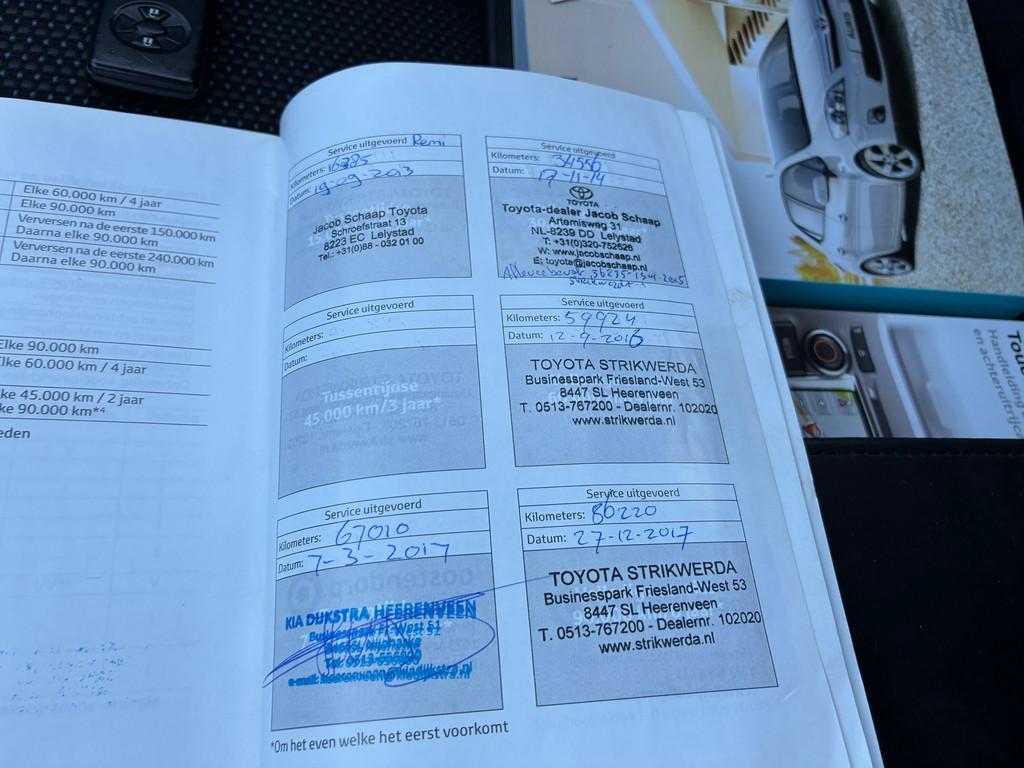 Elke 60.000 km / 4 jaar
Elke 90.000 km
Verversen na de eerste 150.000 km
Daarna elke 90.000 km
Verversen na de eerste 240.000 km
Daarna elke 90.000 km
Elke 90.000 km
Elke 60.000 km / 4 jaar
45.000 km / 2 jaar
90.000 km*4
Service uitgevoerd Remi
Kilometers: 16385
Datum: 19-09-2013
Jacob Schaap Toyota
Schroefstraat 13
8223 EC Lelystad
Tel.: +31(0)88 - 032 01 00
Service uitgevoerd
Kilometers: 34556
Datum: 17-11-14
TOYOTA
Toyota-dealer Jacob Schaap
Artemisweg 31
NL-8239 DD Lelystad
T: +31(0)320-752626
W: www.jacobschaap.nl
E: toyota@jacobschaap.nl
Service uitgevoerd
Kilometers:
Datum:
Tussentijdse
45.000 km/3 jaar*
Service uitgevoerd
Kilometers: 59924
Datum: 12-9-2016
TOYOTA STRIKWERDA
Businesspark Friesland-West 53
8447 SL Heerenveen
T. 0513-767200 - Dealernr. 102020
www.strikwerda.nl
Service uitgevoerd
Kilometers: 67010
Datum: 7-3-2017
KIA DIJKSTRA HEERENVEEN
Service uitgevoerd
Kilometers: 86220
Datum: 27-12-2017
TOYOTA STRIKWERDA
Businesspark Friesland-West 53
8447 SL Heerenveen
T. 0513-767200 - Dealernr. 102020
www.strikwerda.nl
*Om het even welke het eerst voorkomt
Handleiding
en achteruitrijca